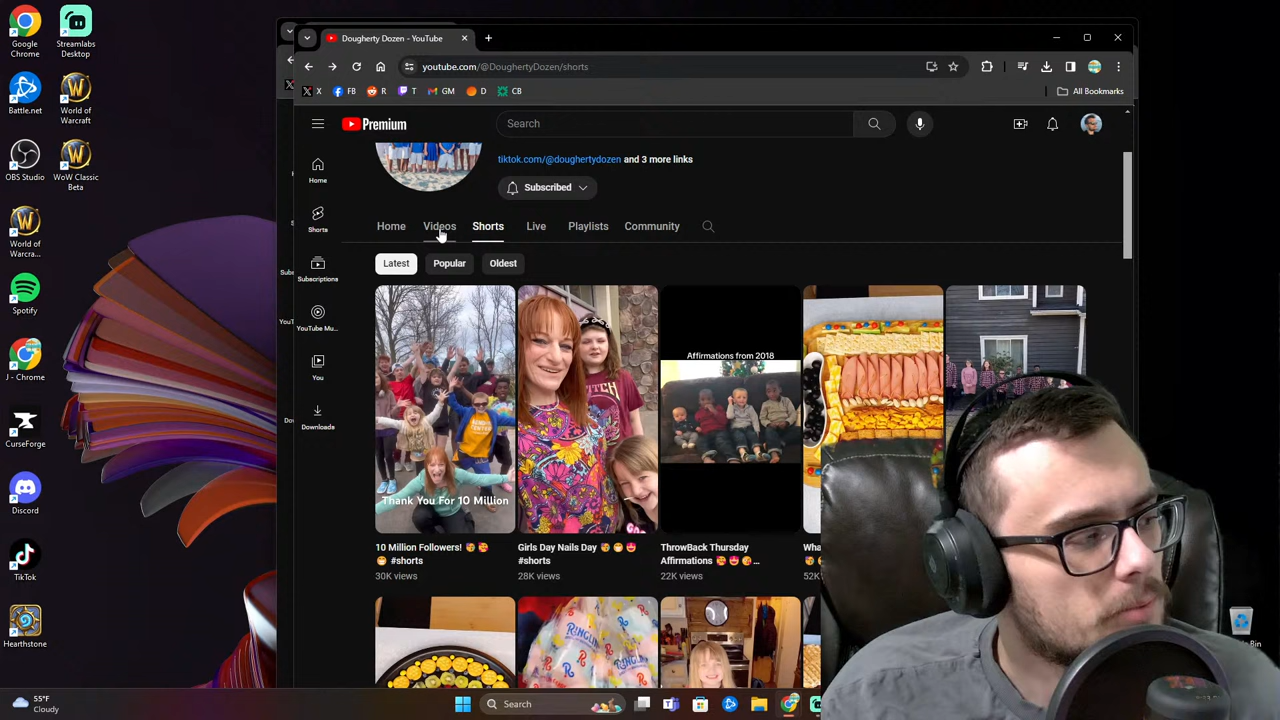 Google Chrome
Streamlabs Desktop
Battle.net
World of Warcraft
OBS Studio
WoW Classic Beta
World of Warcra...
Spotify
J - Chrome
CurseForge
Discord
TikTok
Hearthstone
Dougherty Dozen - YouTube
youtube.com/@DoughertyDozen/shorts
X
FB
R
T
GM
D
CB
All Bookmarks
Premium
Search
tiktok.com/@doughertydozen and 3 more links
Subscribed
Home
Shorts
Subscriptions
YouTube Mu...
You
Downloads
Home
Videos
Shorts
Live
Playlists
Community
Latest
Popular
Oldest
Thank You For 10 Million
Affirmations from 2018
10 Million Followers!
#shorts
30K views
Girls Day Nails Day
#shorts
28K views
ThrowBack Thursday
Affirmations
...
22K views
Wha
52K
55°F
Cloudy
Search
Bin